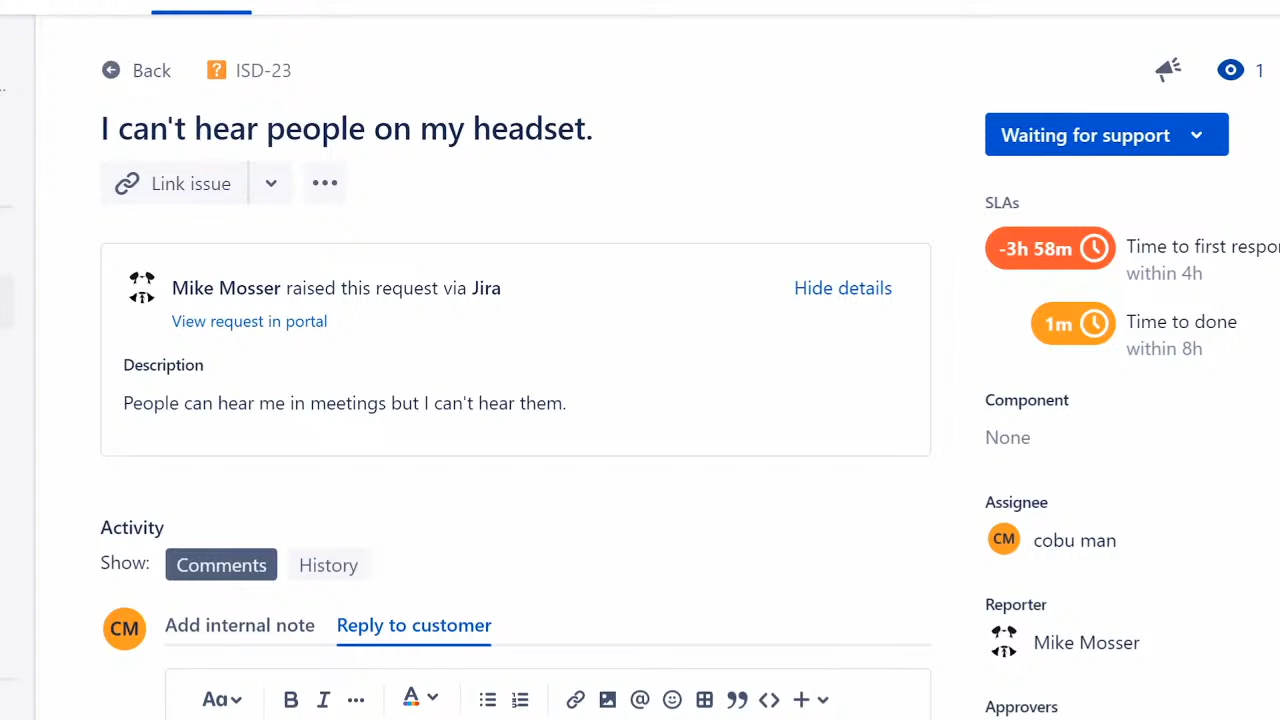 Back
ISD-23
1
I can't hear people on my headset.
Waiting for support
Link issue
SLAs
-3h 58m
Time to first respo
within 4h
Mike Mosser raised this request via Jira
Hide details
View request in portal
1m
Time to done
within 8h
Description
People can hear me in meetings but I can't hear them.
Component
None
Activity
Show:
Comments
History
Assignee
CM
cobu man
CM
Add internal note
Reply to customer
Reporter
Mike Mosser
Aa
B
I
A
Approvers